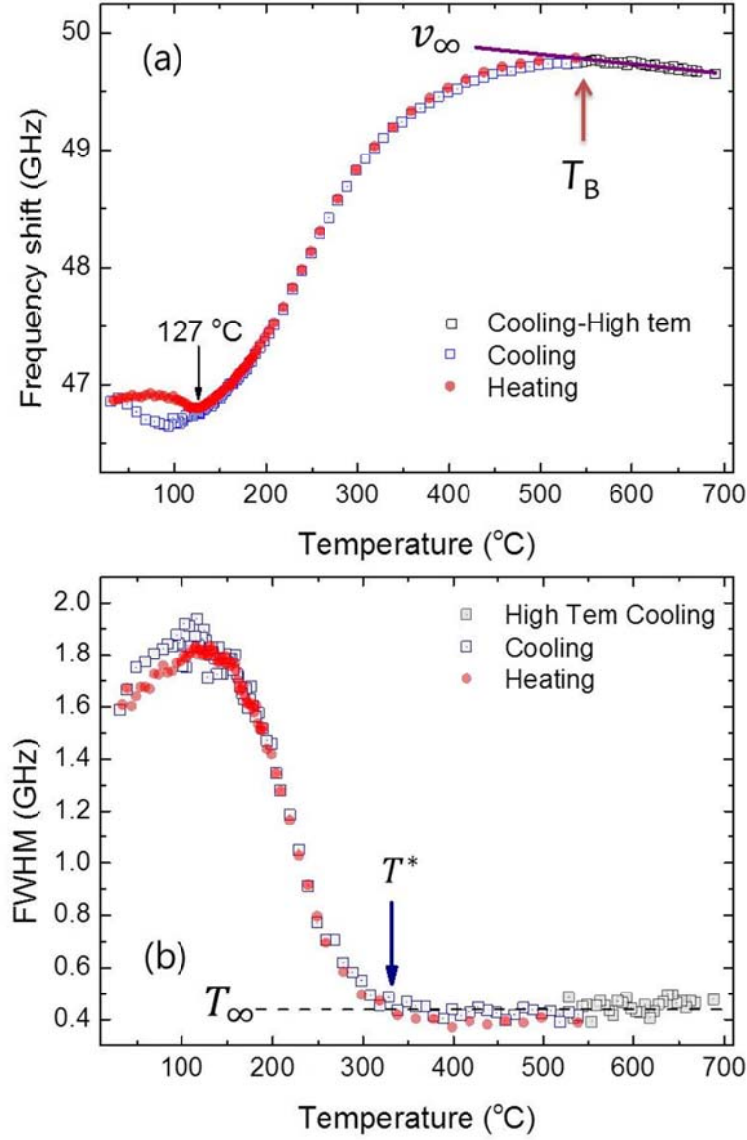 50
49
48
47
Frequency shift (GHz)
(a)
ν∞
T_B
127 °C
Cooling-High tem
Cooling
Heating
100 200 300 400 500 600 700
Temperature (°C)
2.0
1.8
1.6
1.4
1.2
1.0
0.8
0.6
0.4
FWHM (GHz)
High Tem Cooling
Cooling
Heating
T*
(b)
T∞
100 200 300 400 500 600 700
Temperature (°C)